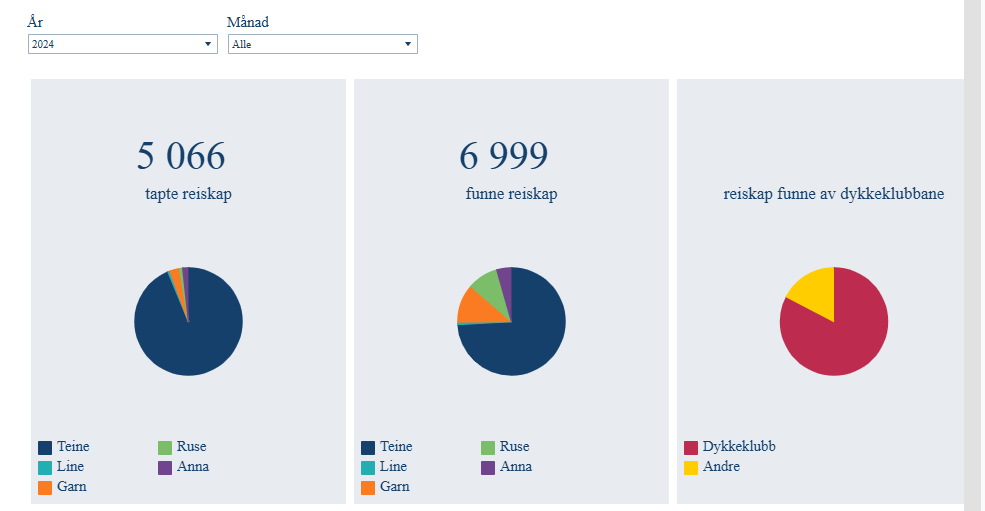 År
Månad
2024
Alle
5 066
tapte reiskap
6 999
funne reiskap
reiskap funne av dykkeklubbane
Teine
Ruse
Line
Anna
Garn
Teine
Ruse
Line
Anna
Garn
Dykkeklubb
Andre